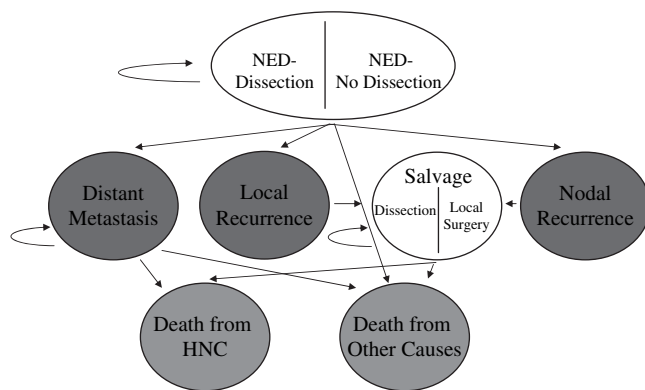 NED-
Dissection
NED-
No Dissection
Distant
Metastasis
Local
Recurrence
Salvage
Dissection
Local
Surgery
Nodal
Recurrence
Death from
HNC
Death from
Other Causes